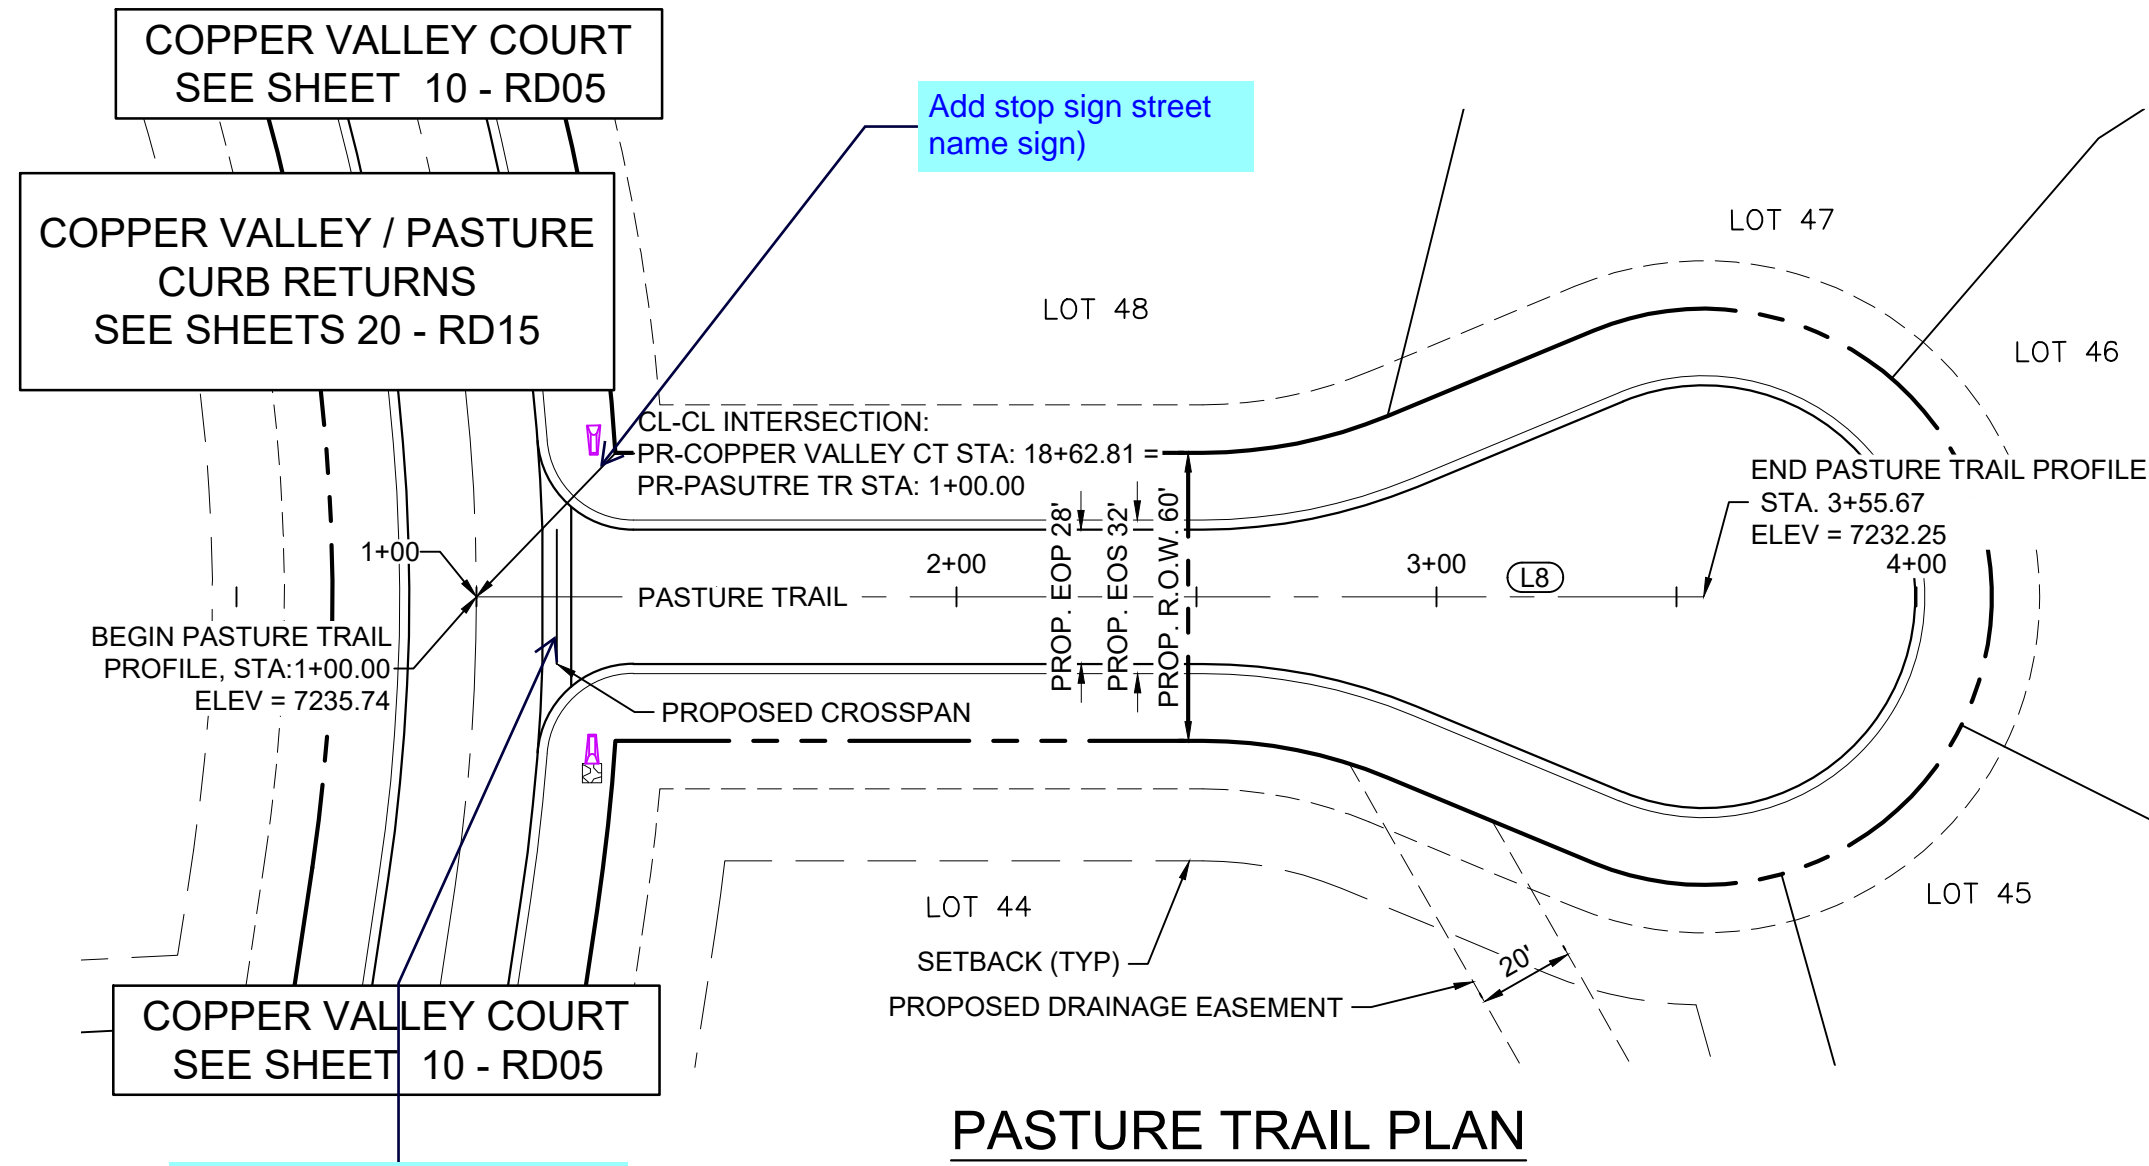 COPPER VALLEY COURT
SEE SHEET 10 - RD05
Add stop sign street
name sign)
COPPER VALLEY / PASTURE
CURB RETURNS
SEE SHEETS 20 - RD15
LOT 47
LOT 48
LOT 46
CL-CL INTERSECTION:
PR-COPPER VALLEY CT STA: 18+62.81 =
PR-PASUTRE TR STA: 1+00.00
END PASTURE TRAIL PROFILE
STA. 3+55.67
ELEV = 7232.25
1+00
2+00
3+00
4+00
L8
PROP. EOP 28'
PROP. EOS 32'
PROP. R.O.W. 60'
PASTURE TRAIL
BEGIN PASTURE TRAIL
PROFILE, STA:1+00.00
ELEV = 7235.74
PROPOSED CROSSPAN
LOT 44
LOT 45
SETBACK (TYP)
20'
PROPOSED DRAINAGE EASEMENT
COPPER VALLEY COURT
SEE SHEET 10 - RD05
PASTURE TRAIL PLAN